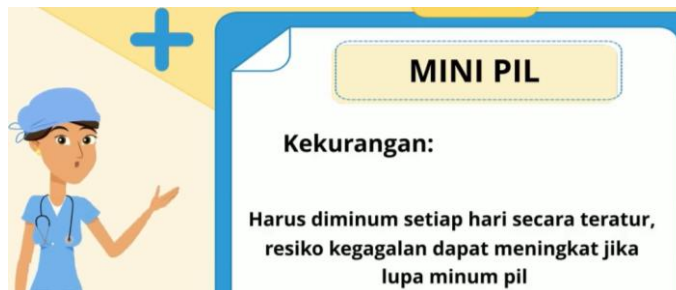 MINI PIL
Kekurangan:
Harus diminum setiap hari secara teratur,
resiko kegagalan dapat meningkat jika
lupa minum pil